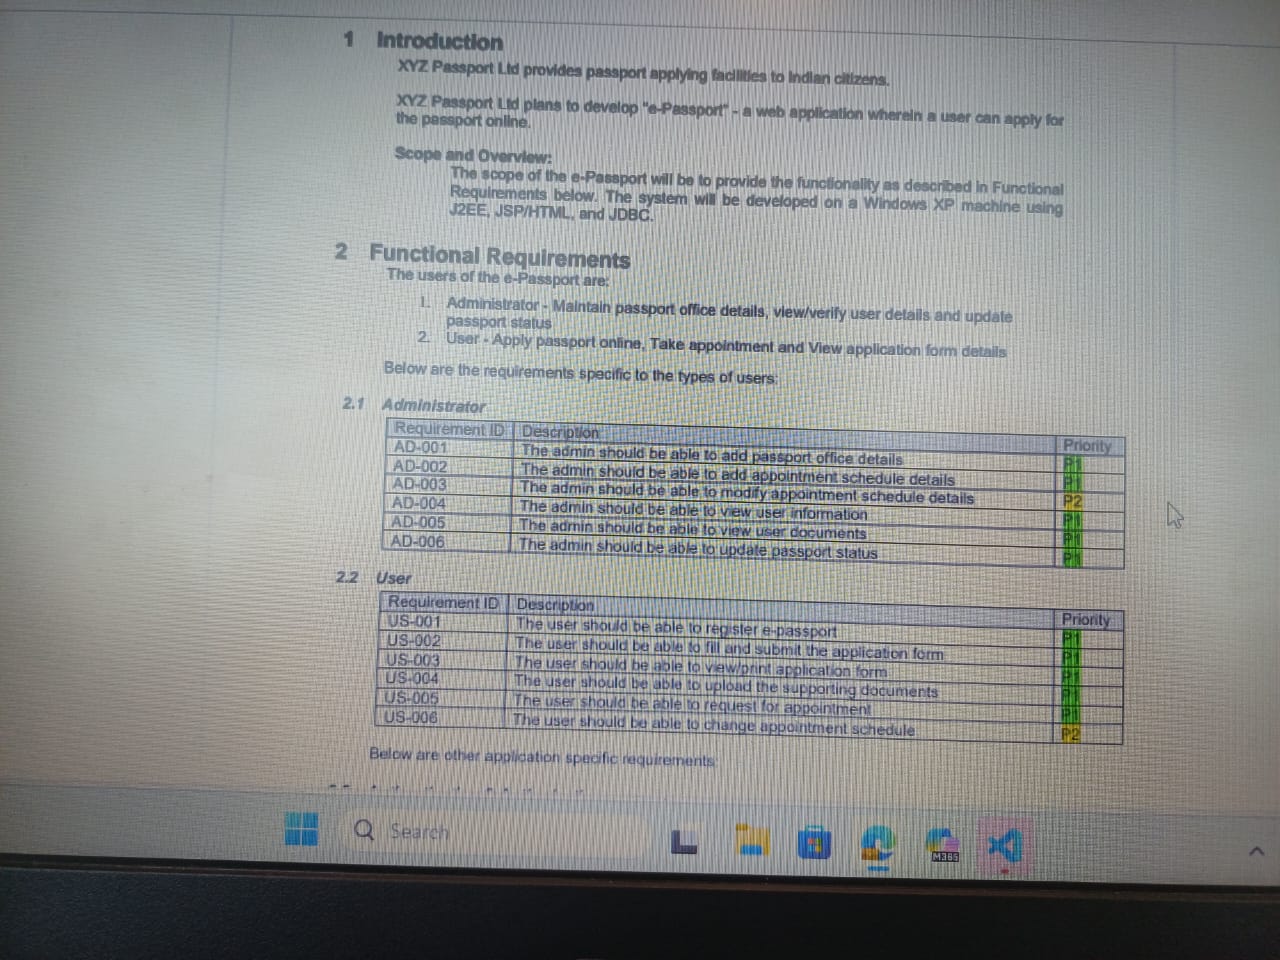 1 Introduction
XYZ Passport Ltd provides passport applying facilities to Indian citizens.
XYZ Passport Ltd plans to develop "e-Passport" - a web application wherein a user can apply for
the passport online.
Scope and Overview:
The scope of the e-Passport will be to provide the functionality as described in Functional
Requirements below. The system will be developed on a Windows XP machine using
J2EE, JSP/HTML, and JDBC.
2 Functional Requirements
The users of the e-Passport are:
1. Administrator - Maintain passport office details, view/verify user details and update
passport status
2. User - Apply passport online, Take appointment and View application form details
Below are the requirements specific to the types of users:
2.1 Administrator
Requirement ID Description Priority
AD-001 The admin should be able to add passport office details P1
AD-002 The admin should be able to add appointment schedule details P1
AD-003 The admin should be able to modify appointment schedule details P2
AD-004 The admin should be able to view user information P1
AD-005 The admin should be able to view user documents P1
AD-006 The admin should be able to update passport status P1
2.2 User
Requirement ID Description Priority
US-001 The user should be able to register e-passport P1
US-002 The user should be able to fill and submit the application form P1
US-003 The user should be able to view/print application form P1
US-004 The user should be able to upload the supporting documents P1
US-005 The user should be able to request for appointment P1
US-006 The user should be able to change appointment schedule P2
Below are other application specific requirements:
Search
M365